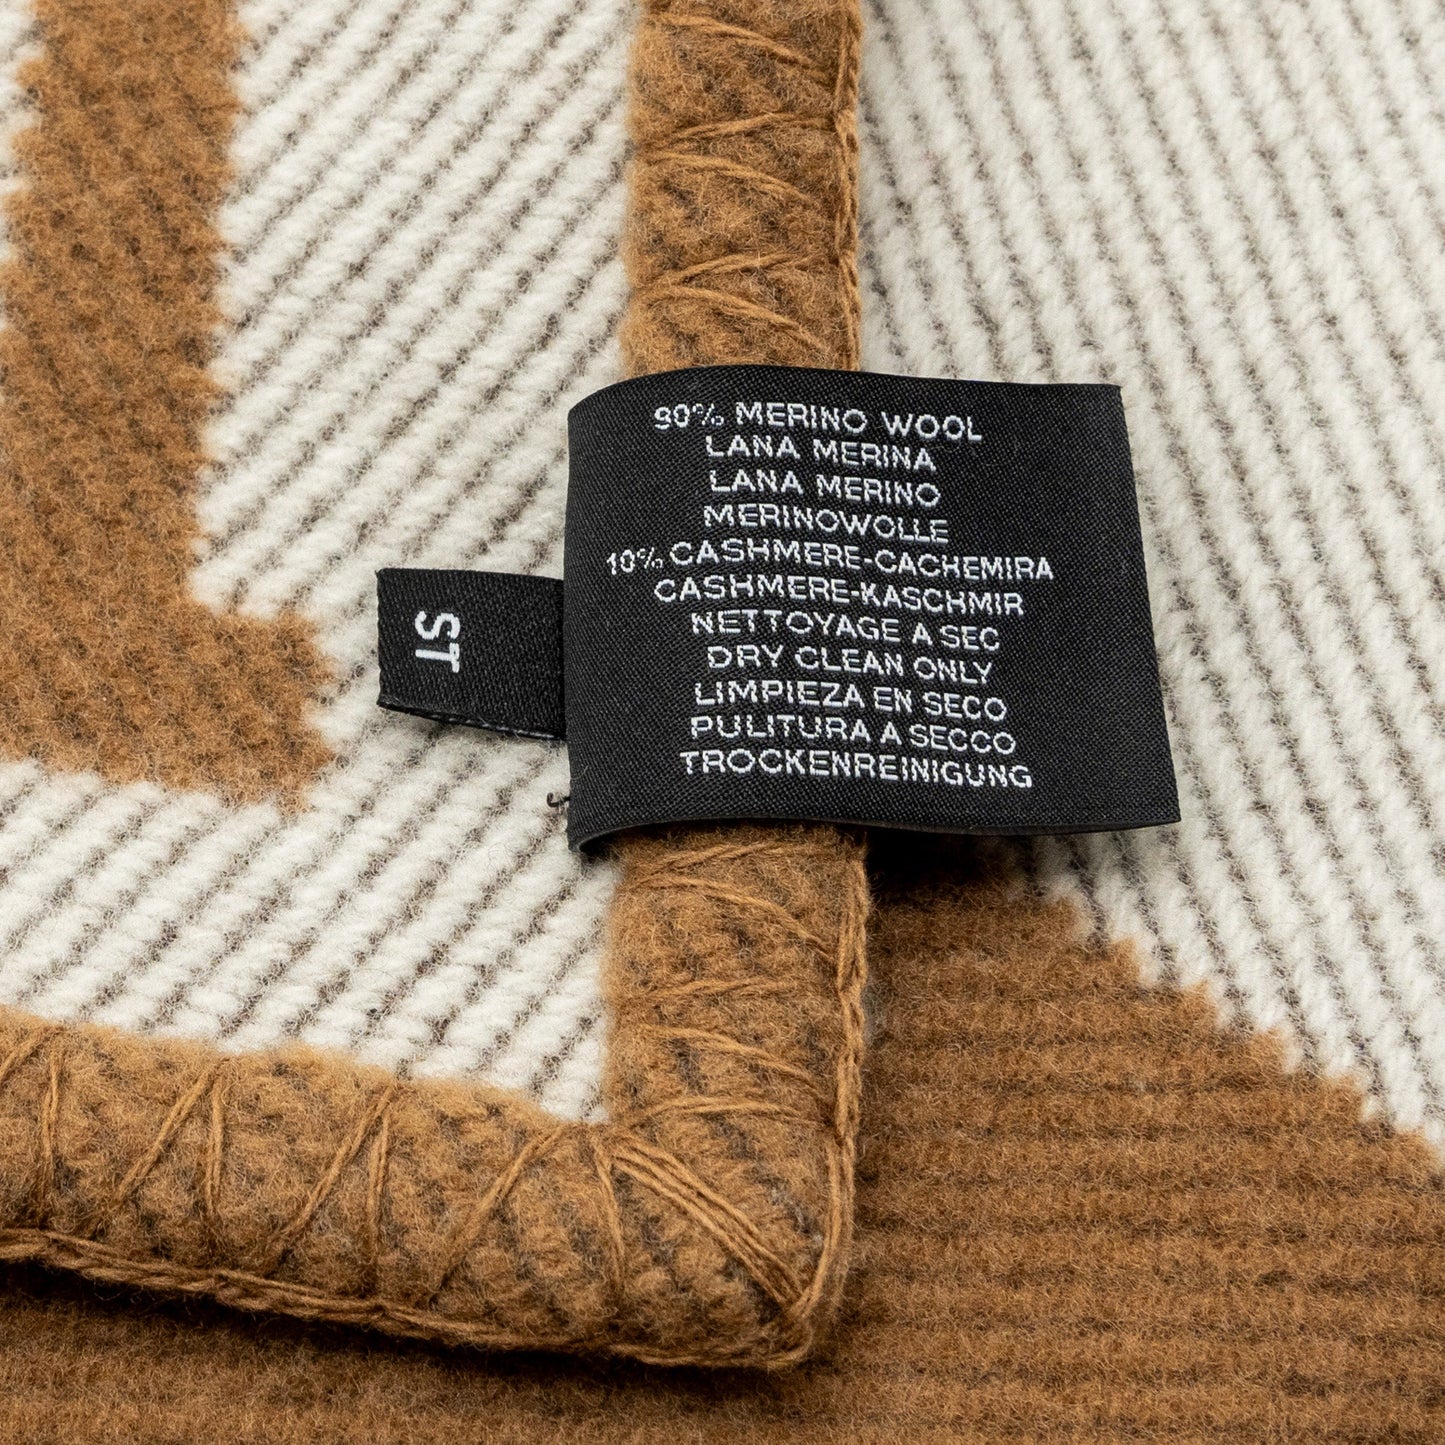 90% MERINO WOOL
LANA MERINA
LANA MERINO
MERINOWOLLE
10% CASHMERE-CACHEMIRA
CASHMERE-KASCHMIR
NETTOYAGE A SEC
DRY CLEAN ONLY
LIMPIEZA EN SECO
PULITURA A SECCO
TROCKENREINIGUNG
ST